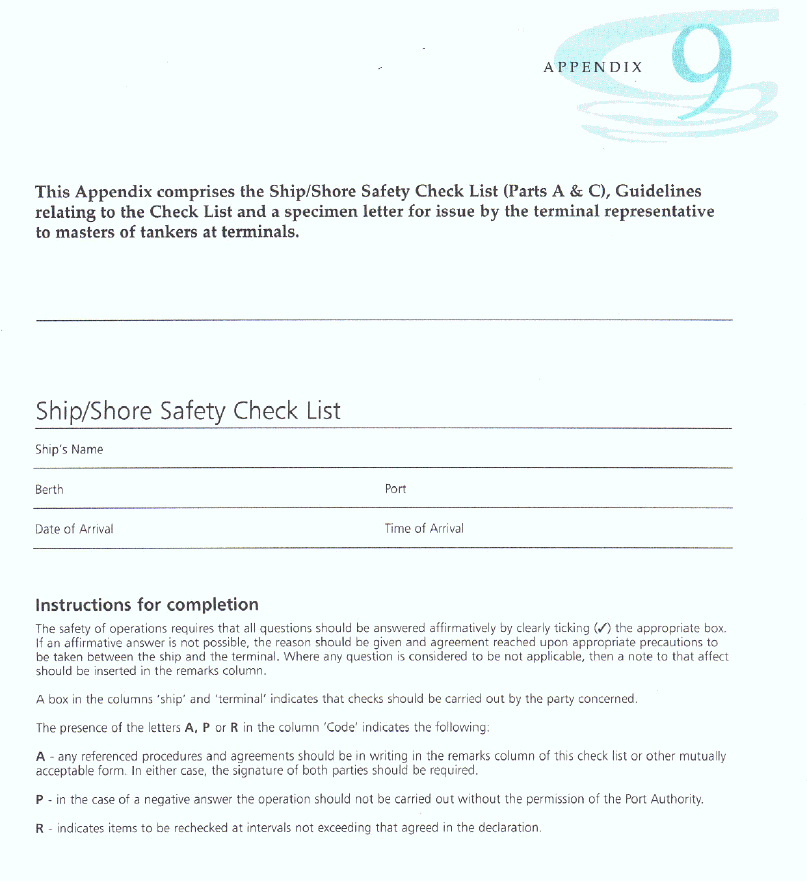 APPENDIX 9
This Appendix comprises the Ship/Shore Safety Check List (Parts A & C), Guidelines
relating to the Check List and a specimen letter for issue by the terminal representative
to masters of tankers at terminals.
Ship/Shore Safety Check List
Ship's Name
Berth Port
Date of Arrival Time of Arrival
Instructions for completion
The safety of operations requires that all questions should be answered affirmatively by clearly ticking (✓) the appropriate box.
If an affirmative answer is not possible, the reason should be given and agreement reached upon appropriate precautions to
be taken between the ship and the terminal. Where any question is considered to be not applicable, then a note to that affect
should be inserted in the remarks column.
A box in the columns 'ship' and 'terminal' indicates that checks should be carried out by the party concerned.
The presence of the letters A, P or R in the column 'Code' indicates the following:
A - any referenced procedures and agreements should be in writing in the remarks column of this check list or other mutually
acceptable form. In either case, the signature of both parties should be required.
P - in the case of a negative answer the operation should not be carried out without the permission of the Port Authority.
R - indicates items to be rechecked at intervals not exceeding that agreed in the declaration.